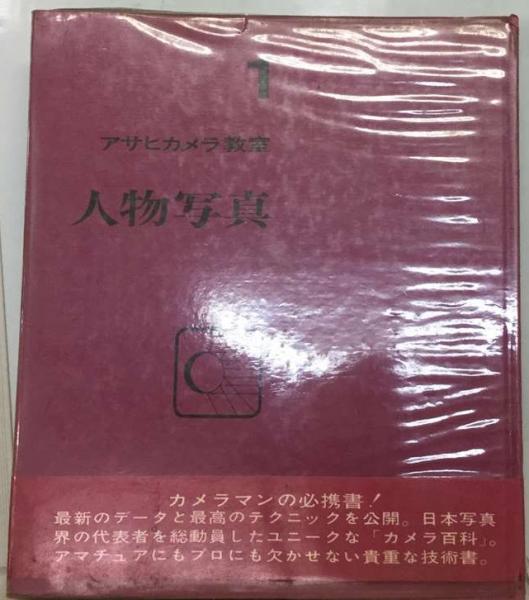 1
アサヒカメラ教室
人物写真
カメラマンの必携書!
最新のデータと最高のテクニックを公開。日本写真
界の代表者を総動員したユニークな「カメラ百科」。
アマチュアにもプロにも欠かせない貴重な技術書。